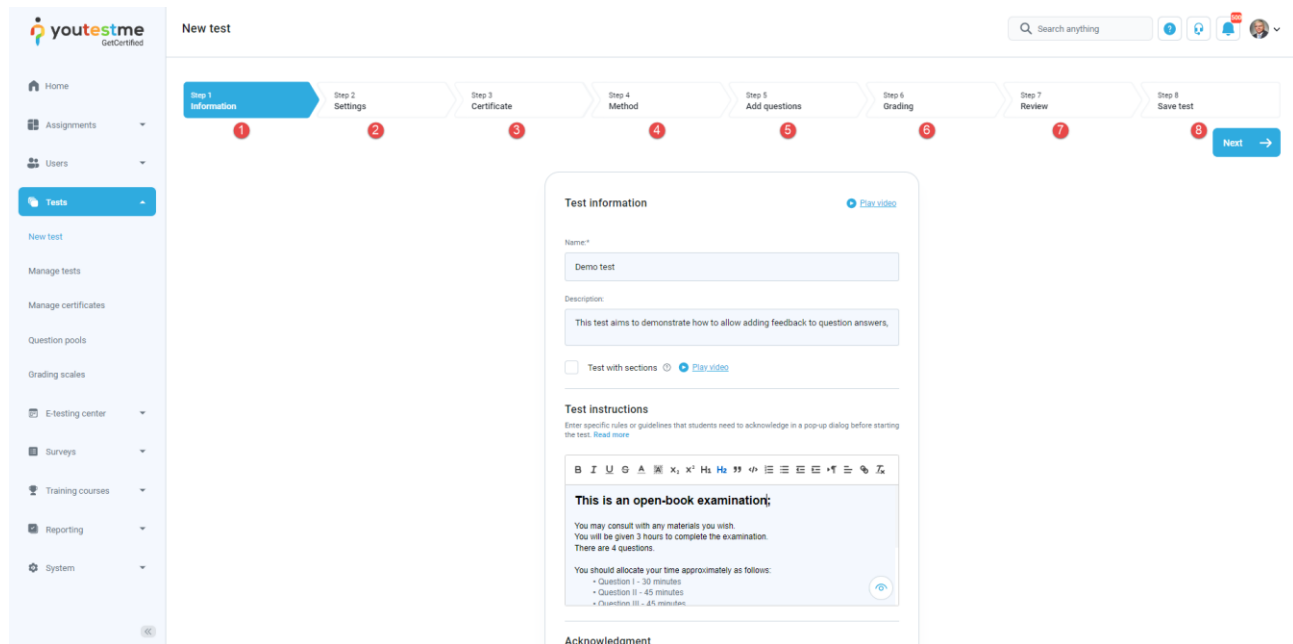 youtestme
GetCertified
New test
Search anything
?
500
Home
Assignments
Users
Tests
New test
Manage tests
Manage certificates
Question pools
Grading scales
E-testing center
Surveys
Training courses
Reporting
System
Step 1
Information
Step 2
Settings
Step 3
Certificate
Step 4
Method
Step 5
Add questions
Step 6
Grading
Step 7
Review
Step 8
Save test
1
2
3
4
5
6
7
8
Next
Test information
Play video
Name:*
Demo test
Description:
This test aims to demonstrate how to allow adding feedback to question answers,
Test with sections
Play video
Test instructions
Enter specific rules or guidelines that students need to acknowledge in a pop-up dialog before starting
the test. Read more
B I U S A A X₂ X² H1 H2
This is an open-book examination;
You may consult with any materials you wish.
You will be given 3 hours to complete the examination.
There are 4 questions.
You should allocate your time approximately as follows:
• Question I - 30 minutes
• Question II - 45 minutes
• Question III - 45 minutes
Acknowledgment